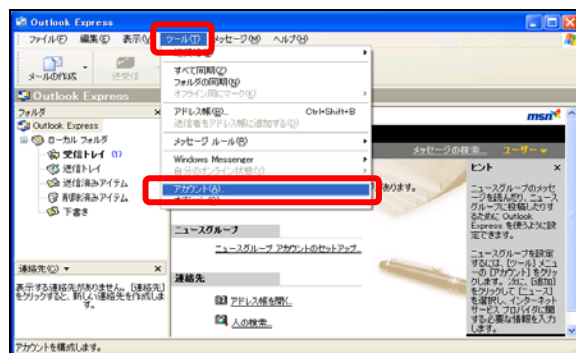 Outlook Express
ファイル(F) 編集(E) 表示(V) ツール(T) メッセージ(M) ヘルプ(H)
メールの作成 送受信
すべて同期(Z)
フォルダの同期(N)
オフライン用にマーク(K)
アドレス帳(B)... Ctrl+Shift+B
送信者をアドレス帳に追加する(D)
メッセージ ルール(R)
Windows Messenger
自分のオンライン状態(O)
アカウント(A)...
Outlook Express
フォルダ ×
Outlook Express
ローカル フォルダ
受信トレイ (1)
送信トレイ
送信済みアイテム
削除済みアイテム
下書き
連絡先(C) ▼ ×
表示する連絡先がありません。[連絡先]
をクリックすると、新しい連絡先を作成しま
す。
msn
メッセージの検索... ユーザー
があります。
ニュースグループ
ニュースグループ アカウントのセットアップ...
連絡先
アドレス帳を開く...
人の検索...
ヒント ×
ニュースグループのメッセ
ージを読んだり、ニュース
グループに投稿したりす
るために Outlook
Express を使うように設
定できます。
ニュースグループを設定
するには、[ツール] メニュ
ーの [アカウント] をクリッ
クします。次に、[追加]
をクリックして [ニュース]
を選択し、インターネット
サービス プロバイダに関
する必要な情報を入力
します。
アカウントを構成します。